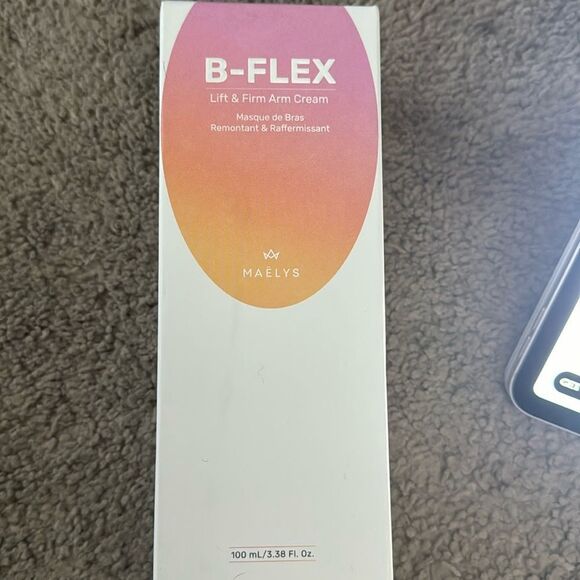 B-FLEX
Lift & Firm Arm Cream
Masque de Bras
Remontant & Raffermissant
MAËLYS
100 mL/3.38 Fl. Oz.